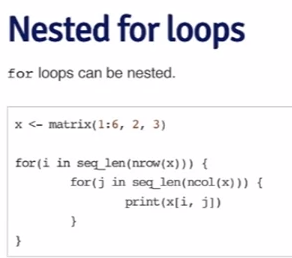 Nested for loops
for loops can be nested.
x <- matrix(1:6, 2, 3)
for(i in seq_len(nrow(x))) {
        for(j in seq_len(ncol(x))) {
                print(x[i, j])
        }
}